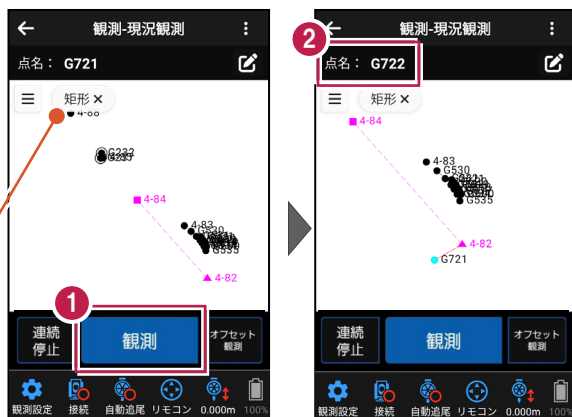 観測-現況観測
点名： G721
矩形 ×
4-88
G232
4-84
4-83
G530
G535
4-82
1
連続
停止
観測
オフセット
観測
観測設定 接続 自動追尾 リモコン 0.000m 100%
2
観測-現況観測
点名： G722
矩形 ×
4-84
4-83
G530
G535
4-82
G721
連続
停止
観測
オフセット
観測
観測設定 接続 自動追尾 リモコン 0.000m 100%